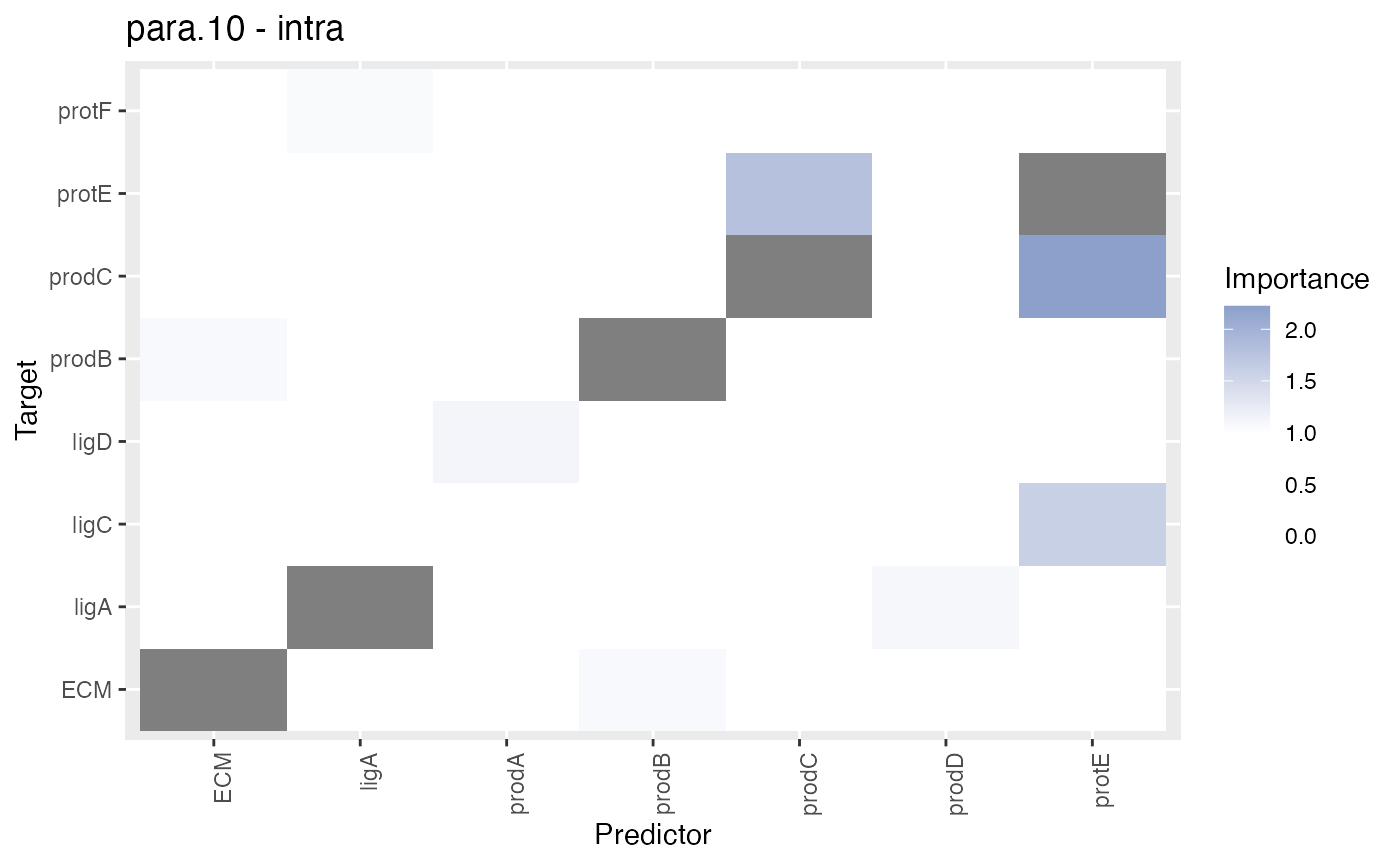 para.10 - intra
Target
protF
protE
prodC
prodB
ligD
ligC
ligA
ECM
ECM
ligA
prodA
prodB
prodC
prodD
protE
Predictor
Importance
2.0
1.5
1.0
0.5
0.0